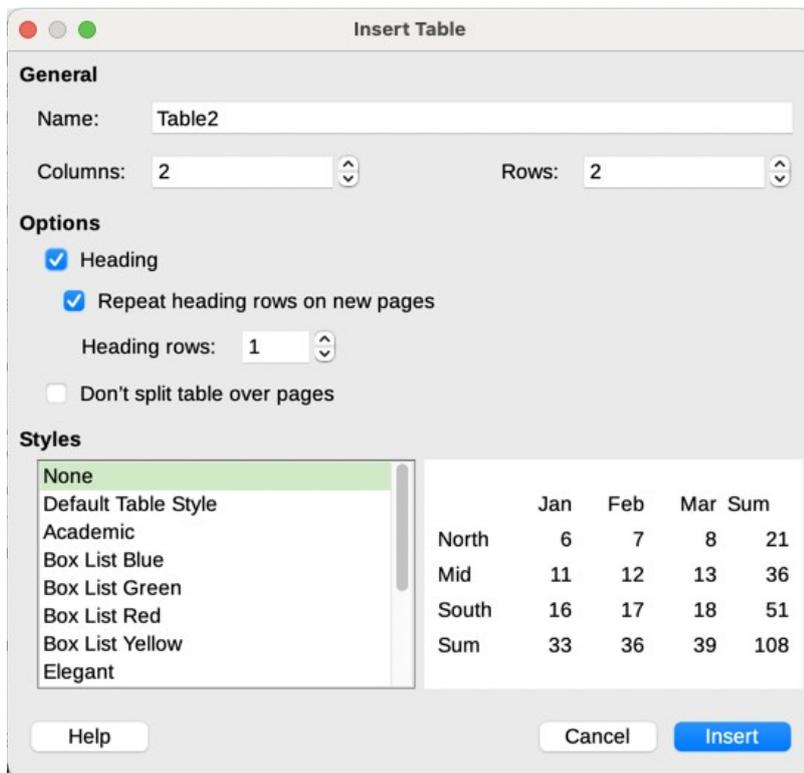 Insert Table
General
Name: Table2
Columns: 2 Rows: 2
Options
Heading
Repeat heading rows on new pages
Heading rows: 1
Don't split table over pages
Styles
None
Default Table Style
Academic
Box List Blue
Box List Green
Box List Red
Box List Yellow
Elegant
Jan Feb Mar Sum
North 6 7 8 21
Mid 11 12 13 36
South 16 17 18 51
Sum 33 36 39 108
Help Cancel Insert